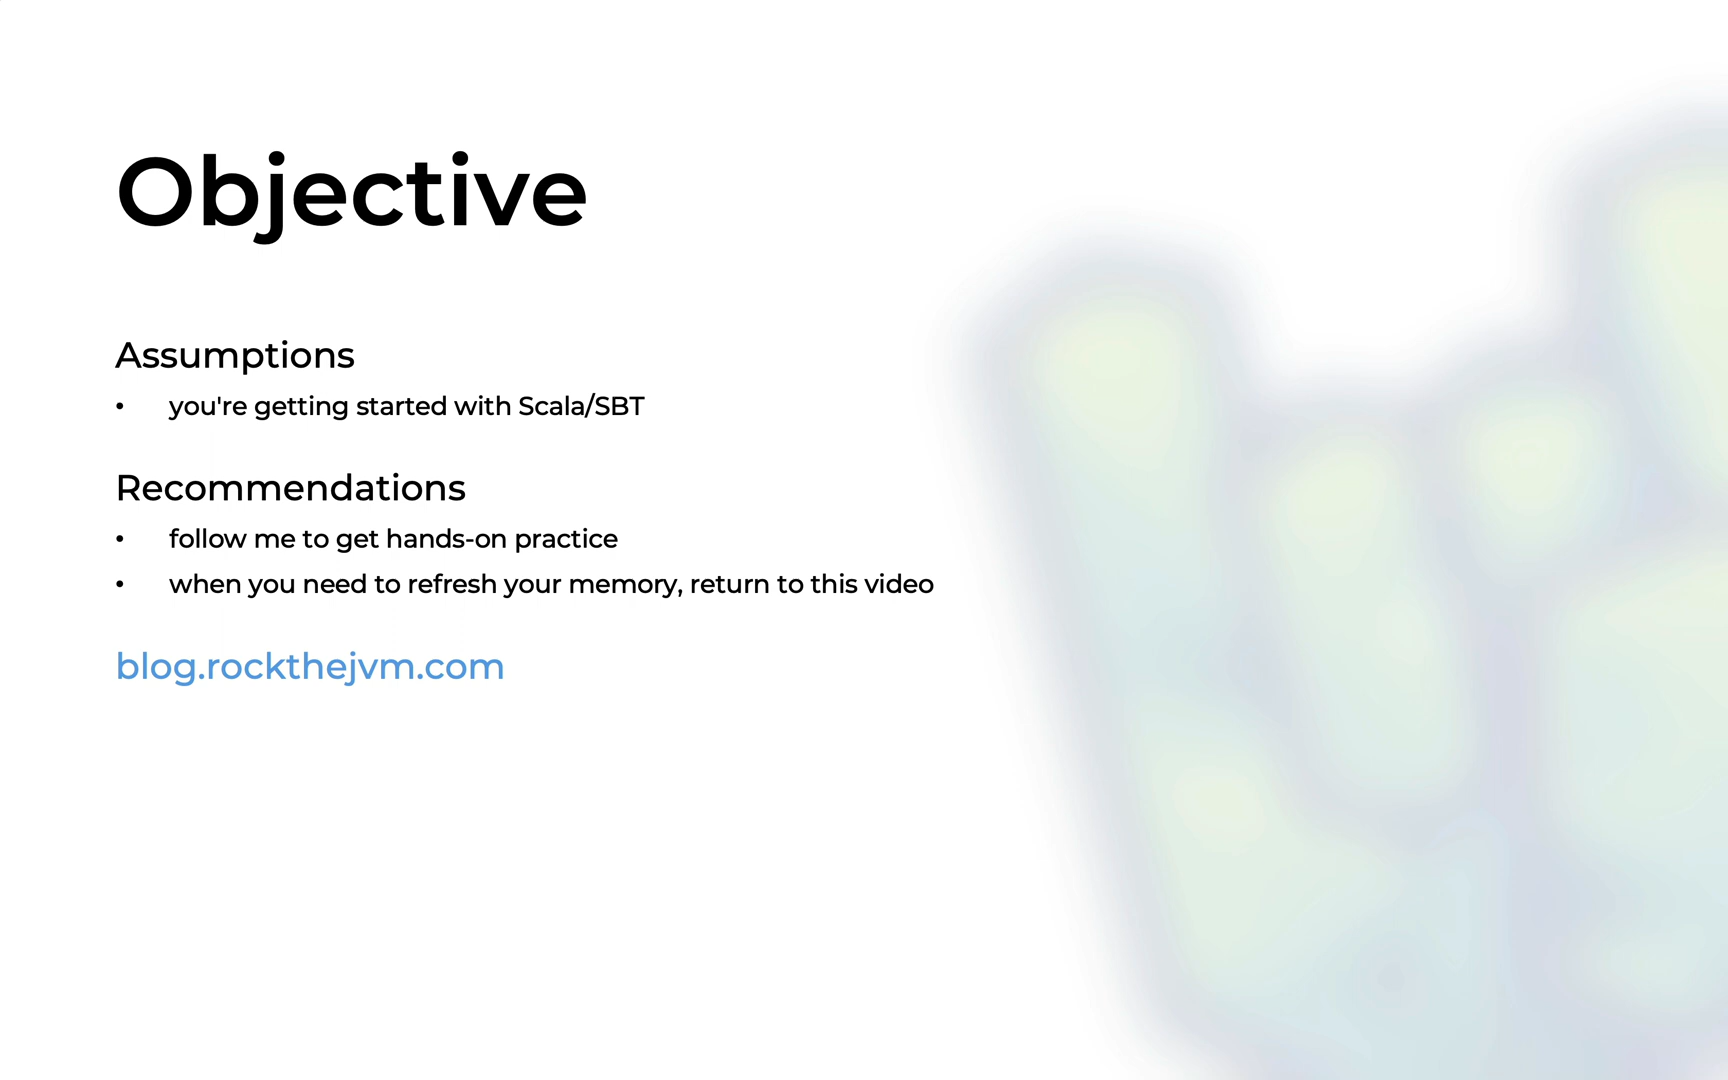 Objective
Assumptions
• you're getting started with Scala/SBT
Recommendations
• follow me to get hands-on practice
• when you need to refresh your memory, return to this video
blog.rockthejvm.com